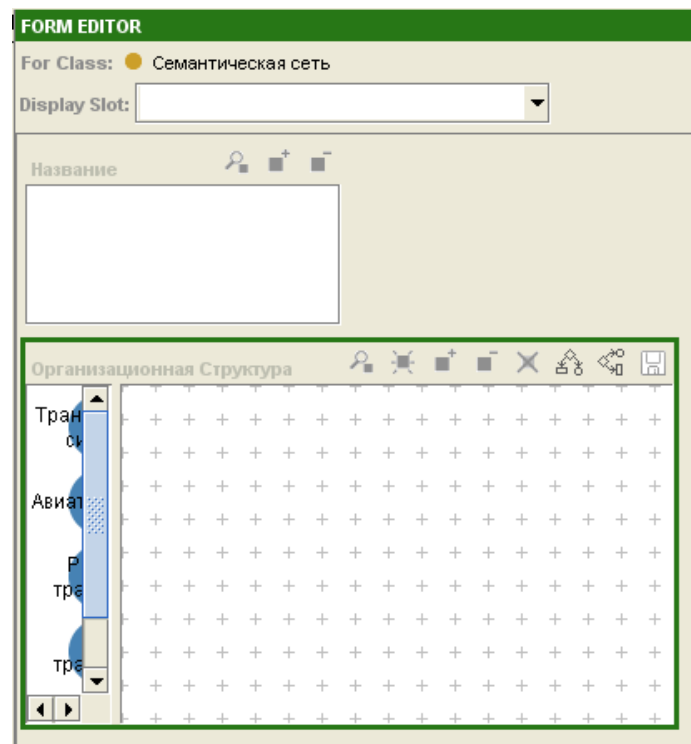 FORM EDITOR
For Class: Семантическая сеть
Display Slot:
Название
Организационная Структура